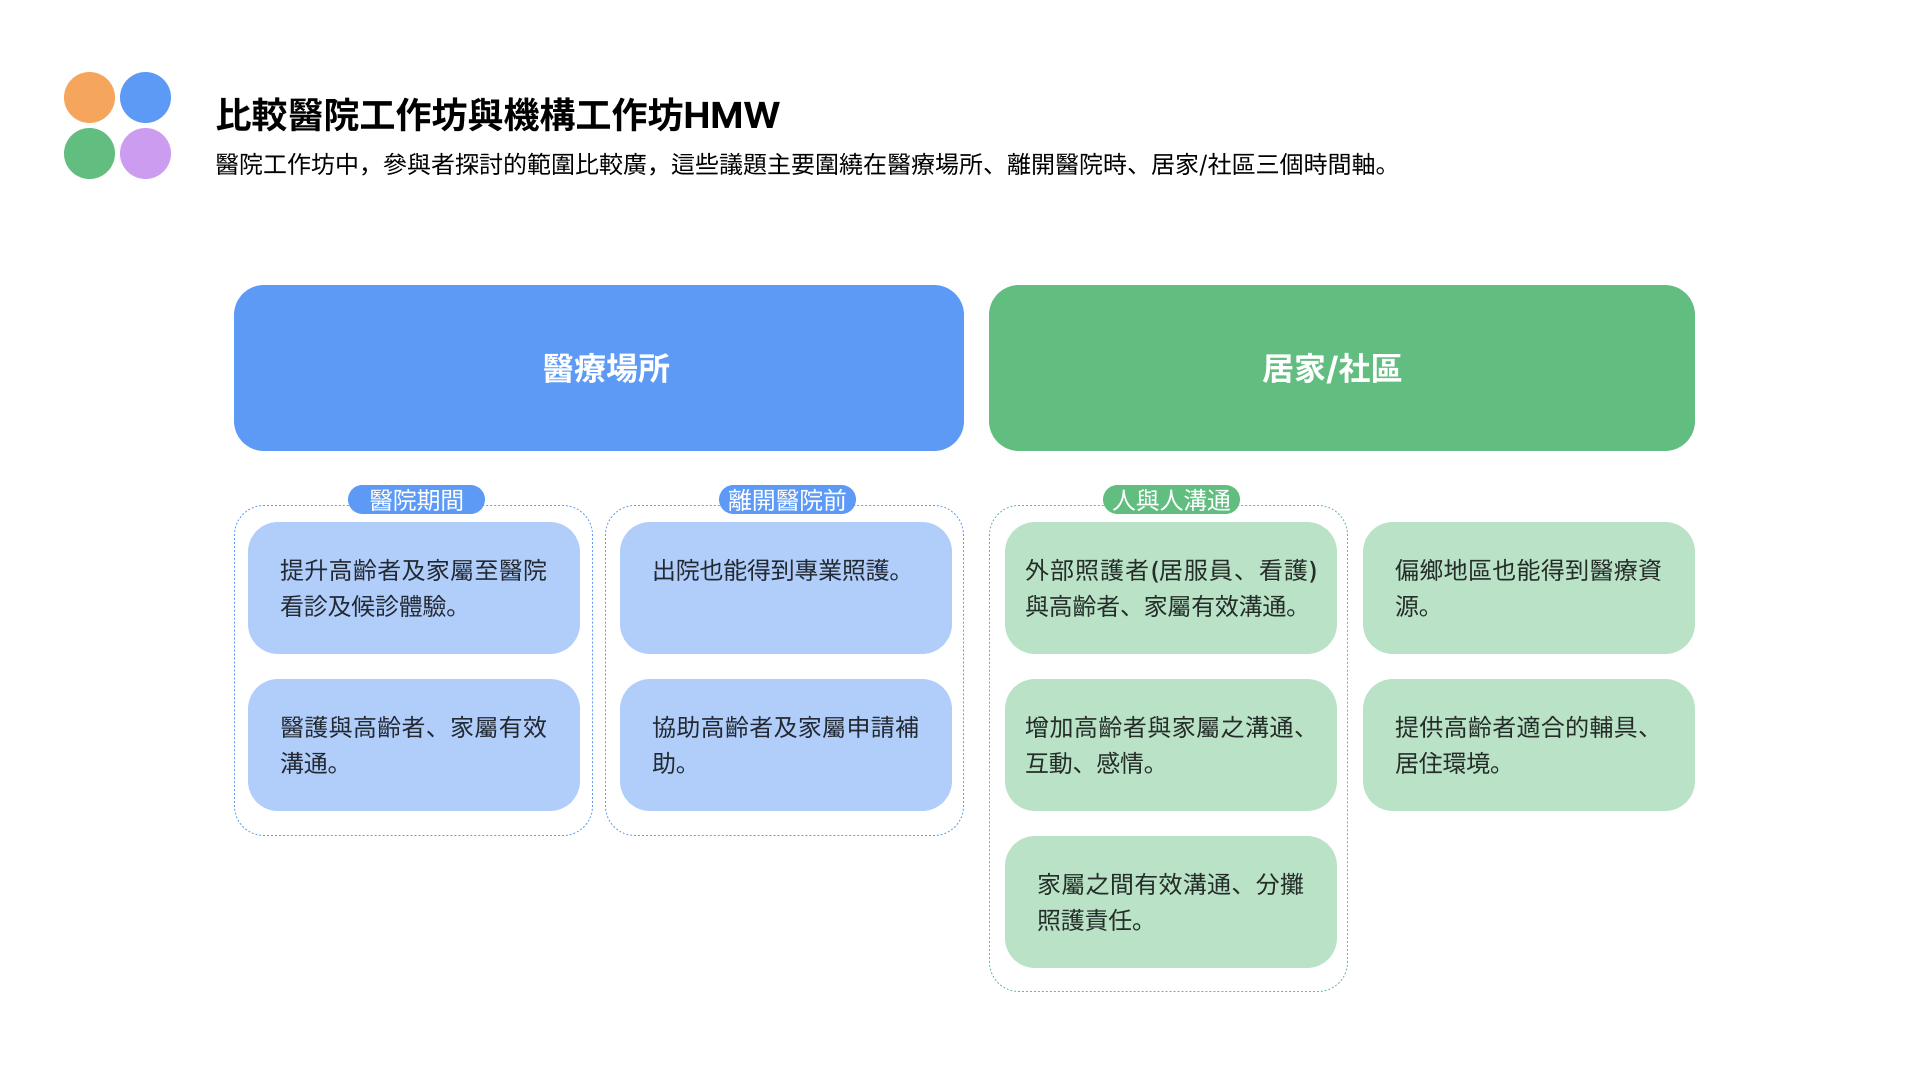 比較醫院工作坊與機構工作坊HMW
醫院工作坊中，參與者探討的範圍比較廣，這些議題主要圍繞在醫療場所、離開醫院時、居家/社區三個時間軸。
醫療場所
居家/社區
醫院期間
離開醫院前
人與人溝通
提升高齡者及家屬至醫院
看診及候診體驗。
出院也能得到專業照護。
外部照護者(居服員、看護)
與高齡者、家屬有效溝通。
偏鄉地區也能得到醫療資
源。
醫護與高齡者、家屬有效
溝通。
協助高齡者及家屬申請補
助。
增加高齡者與家屬之溝通、
互動、感情。
提供高齡者適合的輔具、
居住環境。
家屬之間有效溝通、分攤
照護責任。